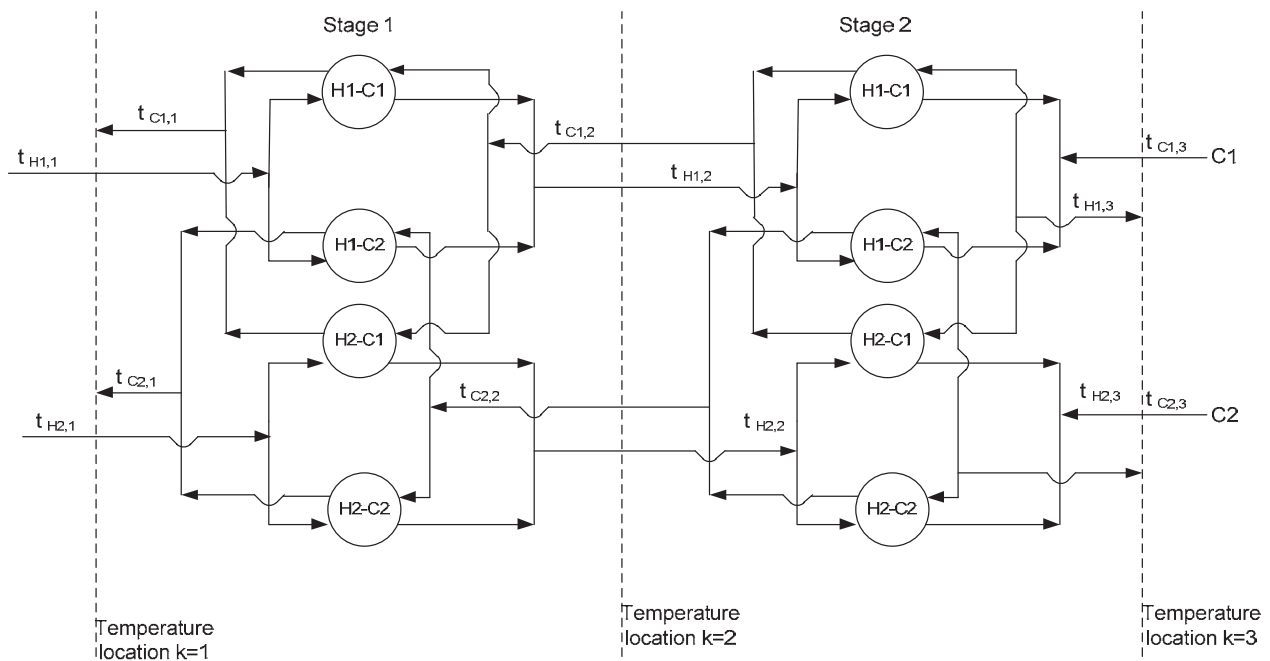 Stage 1
Stage 2
H1-C1
H1-C1
t C1,1
t C1,2
t C1,3
C1
t H1,1
t H1,2
t H1,3
H1-C2
H1-C2
H2-C1
H2-C1
t C2,1
t C2,2
t H2,3
t C2,3
C2
t H2,1
t H2,2
H2-C2
H2-C2
Temperature
location k=1
Temperature
location k=2
Temperature
location k=3